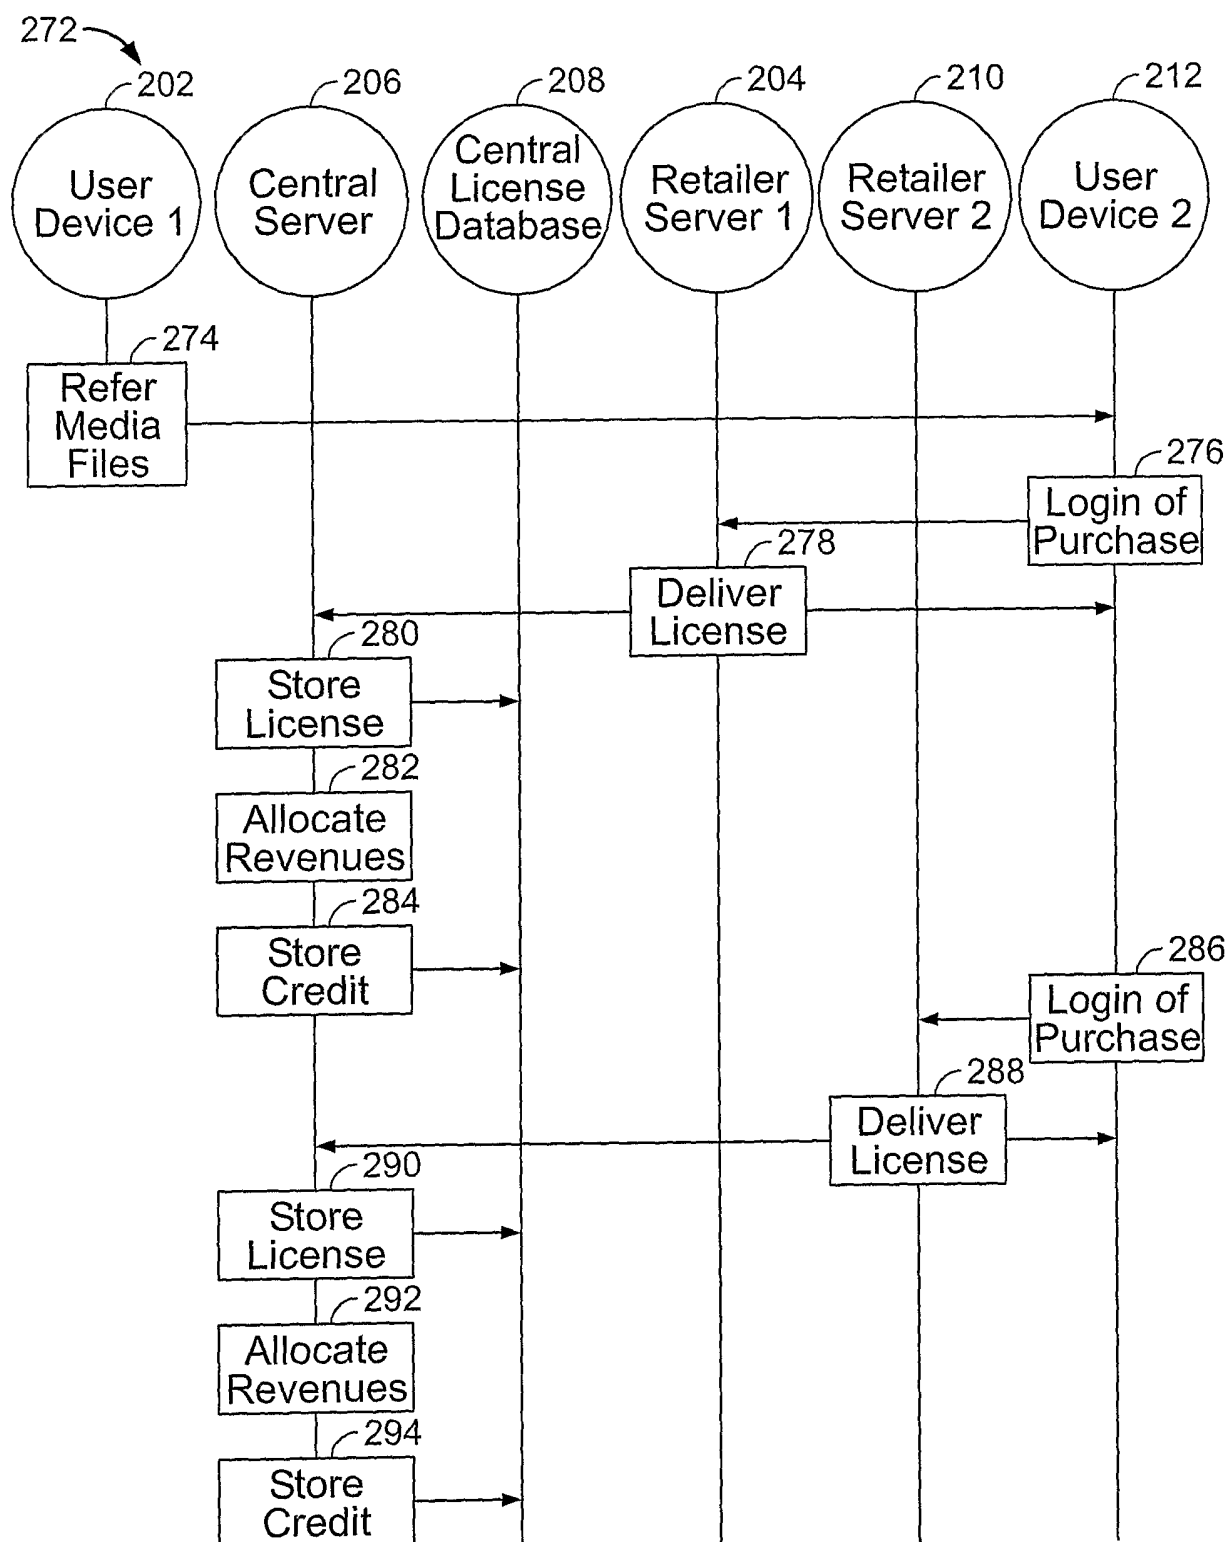 272
202
206
208
204
210
212
User
Device 1
Central
Server
Central
License
Database
Retailer
Server 1
Retailer
Server 2
User
Device 2
274
Refer
Media
Files
276
Login of
Purchase
278
Deliver
License
280
Store
License
282
Allocate
Revenues
284
Store
Credit
286
Login of
Purchase
288
Deliver
License
290
Store
License
292
Allocate
Revenues
294
Store
Credit